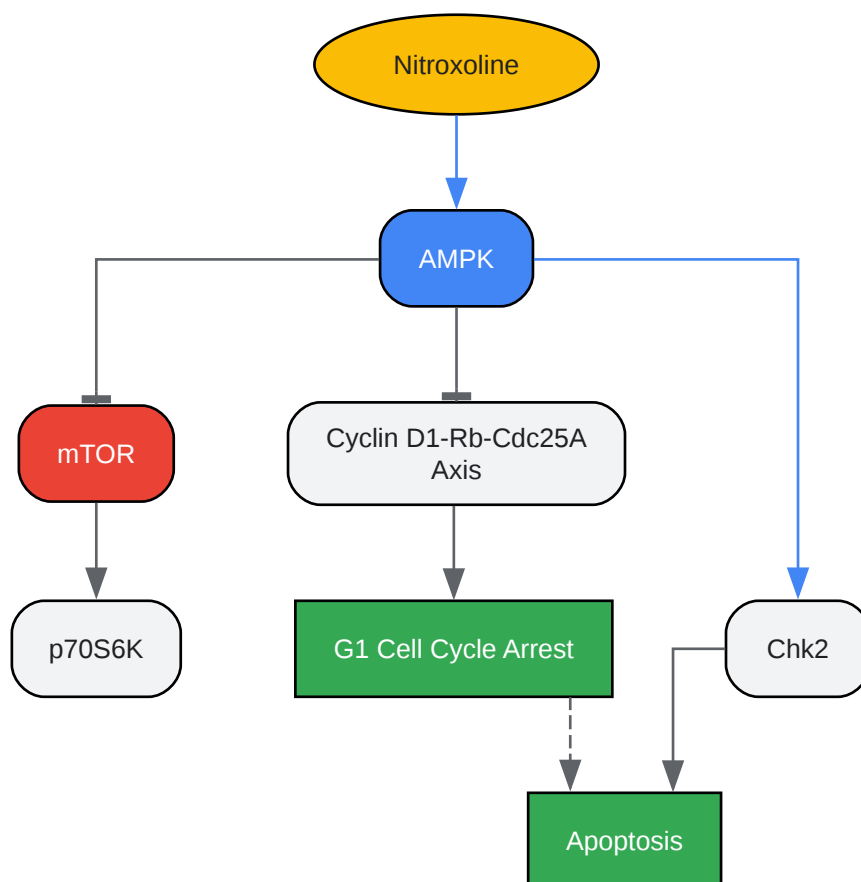 Nitroxoline
AMPK
mTOR
Cyclin D1-Rb-Cdc25A
Axis
p70S6K
G1 Cell Cycle Arrest
Chk2
Apoptosis